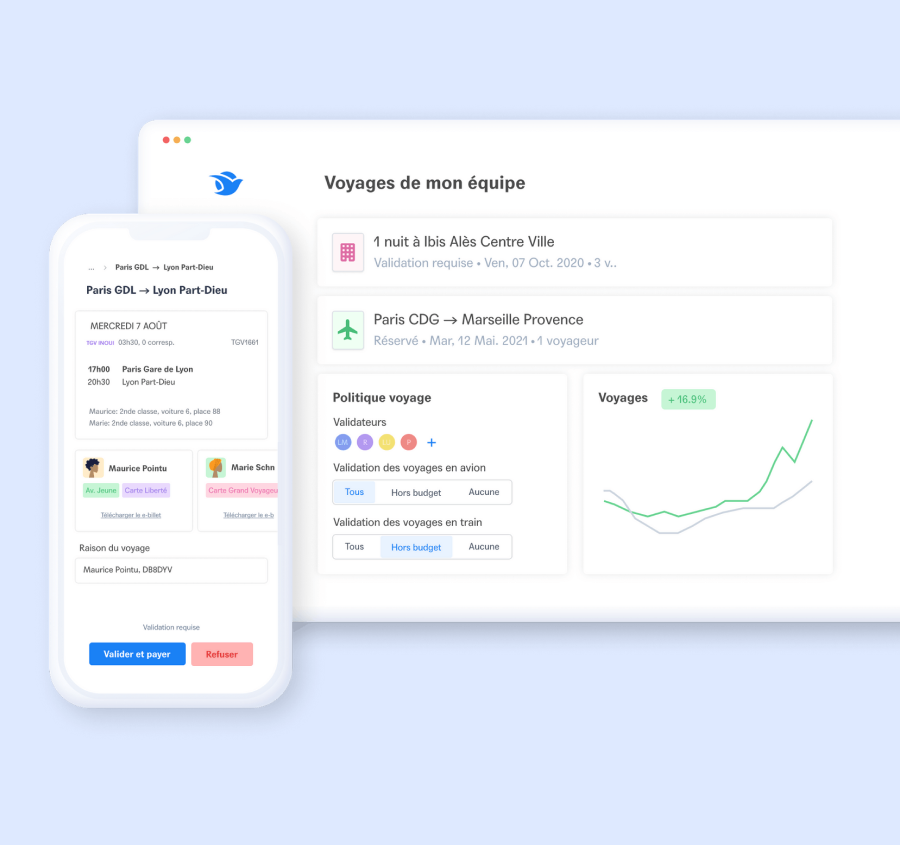 Voyages de mon équipe
1 nuit à Ibis Alès Centre Ville
Validation requise • Ven, 07 Oct. 2020 • 3 v..
Paris CDG → Marseille Provence
Réservé • Mar, 12 Mai. 2021 • 1 voyageur
Politique voyage
Validateurs
LM
K
LU
P
+
Validation des voyages en avion
Tous Hors budget Aucune
Validation des voyages en train
Tous Hors budget Aucune
Voyages + 16.9%
... > Paris GDL → Lyon Part-Dieu
Paris GDL → Lyon Part-Dieu
MERCREDI 7 AOÛT
TGV INOUI 03h30, 0 corresp. TGV1661
17h00 Paris Gare de Lyon
20h30 Lyon Part-Dieu
Maurice: 2nde classe, voiture 6, place 88
Marie: 2nde classe, voiture 6, place 90
Maurice Pointu
Av. Jeune Carte Liberté
Télécharger le e-billet
Marie Schn
Carte Grand Voyageu
Télécharger le e-b
Raison du voyage
Maurice Pointu, DB8DYV
Validation requise
Valider et payer Refuser